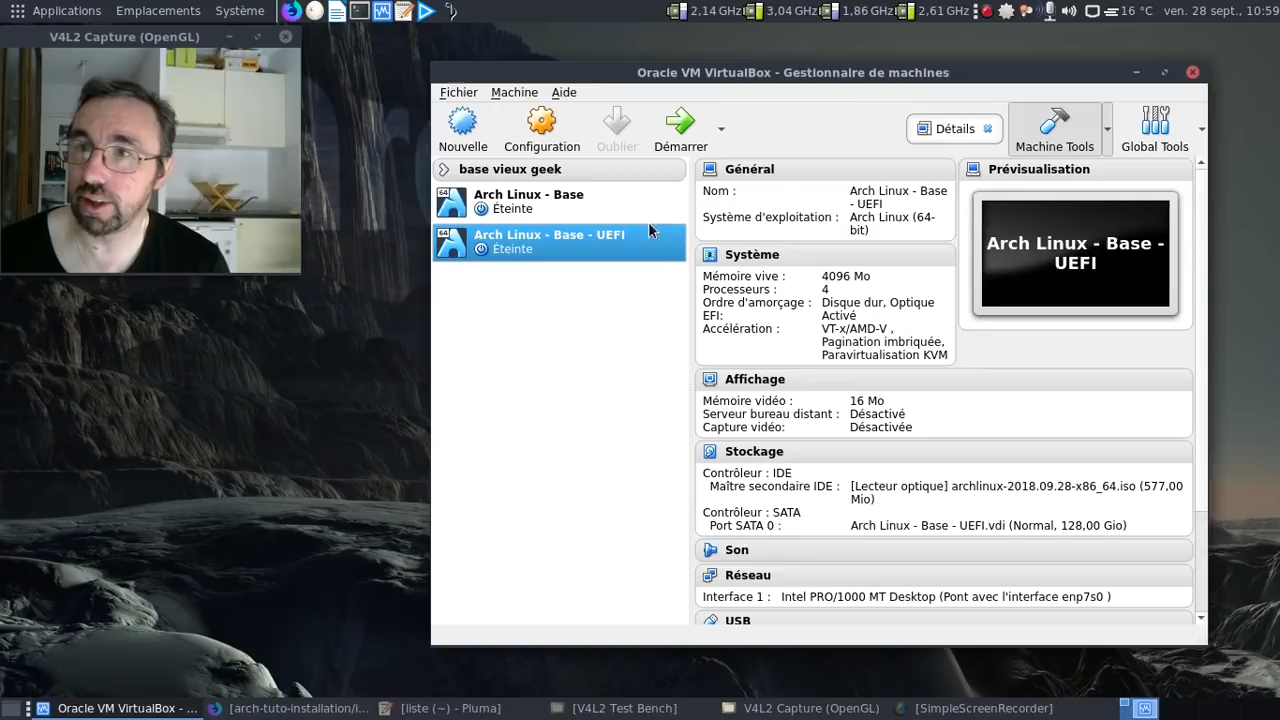 Applications Emplacements Système 2,14 GHz 3,04 GHz 1,86 GHz 2,61 GHz 16 °C ven. 28 sept., 10:59
V4L2 Capture (OpenGL)
Oracle VM VirtualBox - Gestionnaire de machines
Fichier Machine Aide
Nouvelle Configuration Oublier Démarrer Détails Machine Tools Global Tools
base vieux geek
64 Arch Linux - Base
Éteinte
64 Arch Linux - Base - UEFI
Éteinte
Général
Nom : Arch Linux - Base
- UEFI
Système d'exploitation : Arch Linux (64-
bit)
Prévisualisation
Arch Linux - Base -
UEFI
Système
Mémoire vive : 4096 Mo
Processeurs : 4
Ordre d'amorçage : Disque dur, Optique
EFI: Activé
Accélération : VT-x/AMD-V ,
Pagination imbriquée,
Paravirtualisation KVM
Affichage
Mémoire vidéo : 16 Mo
Serveur bureau distant : Désactivé
Capture vidéo: Désactivée
Stockage
Contrôleur : IDE
Maître secondaire IDE : [Lecteur optique] archlinux-2018.09.28-x86_64.iso (577,00
Mio)
Contrôleur : SATA
Port SATA 0 : Arch Linux - Base - UEFI.vdi (Normal, 128,00 Gio)
Son
Réseau
Interface 1 : Intel PRO/1000 MT Desktop (Pont avec l'interface enp7s0 )
USB
Oracle VM VirtualBox - ... [arch-tuto-installation/l... [liste (~) - Pluma] [V4L2 Test Bench] V4L2 Capture (OpenGL) [SimpleScreenRecorder]